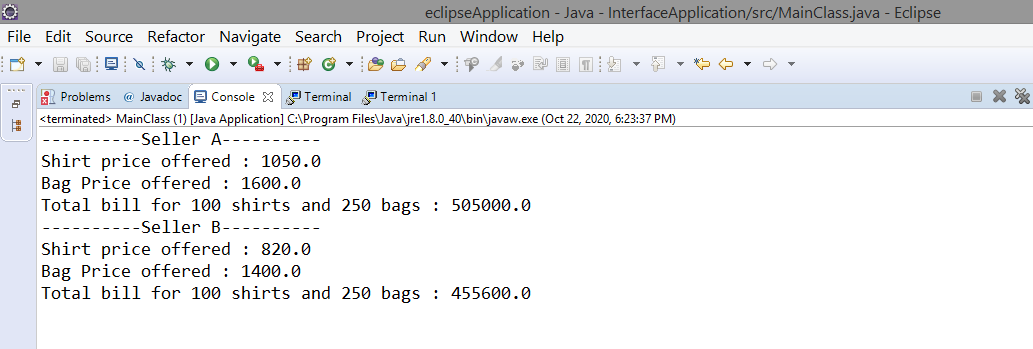 eclipseApplication - Java - InterfaceApplication/src/MainClass.java - Eclipse
File Edit Source Refactor Navigate Search Project Run Window Help
Problems @ Javadoc Console Terminal Terminal 1
<terminated> MainClass (1) [Java Application] C:\Program Files\Java\jre1.8.0_40\bin\javaw.exe (Oct 22, 2020, 6:23:37 PM)
----------Seller A----------
Shirt price offered : 1050.0
Bag Price offered : 1600.0
Total bill for 100 shirts and 250 bags : 505000.0
----------Seller B----------
Shirt price offered : 820.0
Bag Price offered : 1400.0
Total bill for 100 shirts and 250 bags : 455600.0